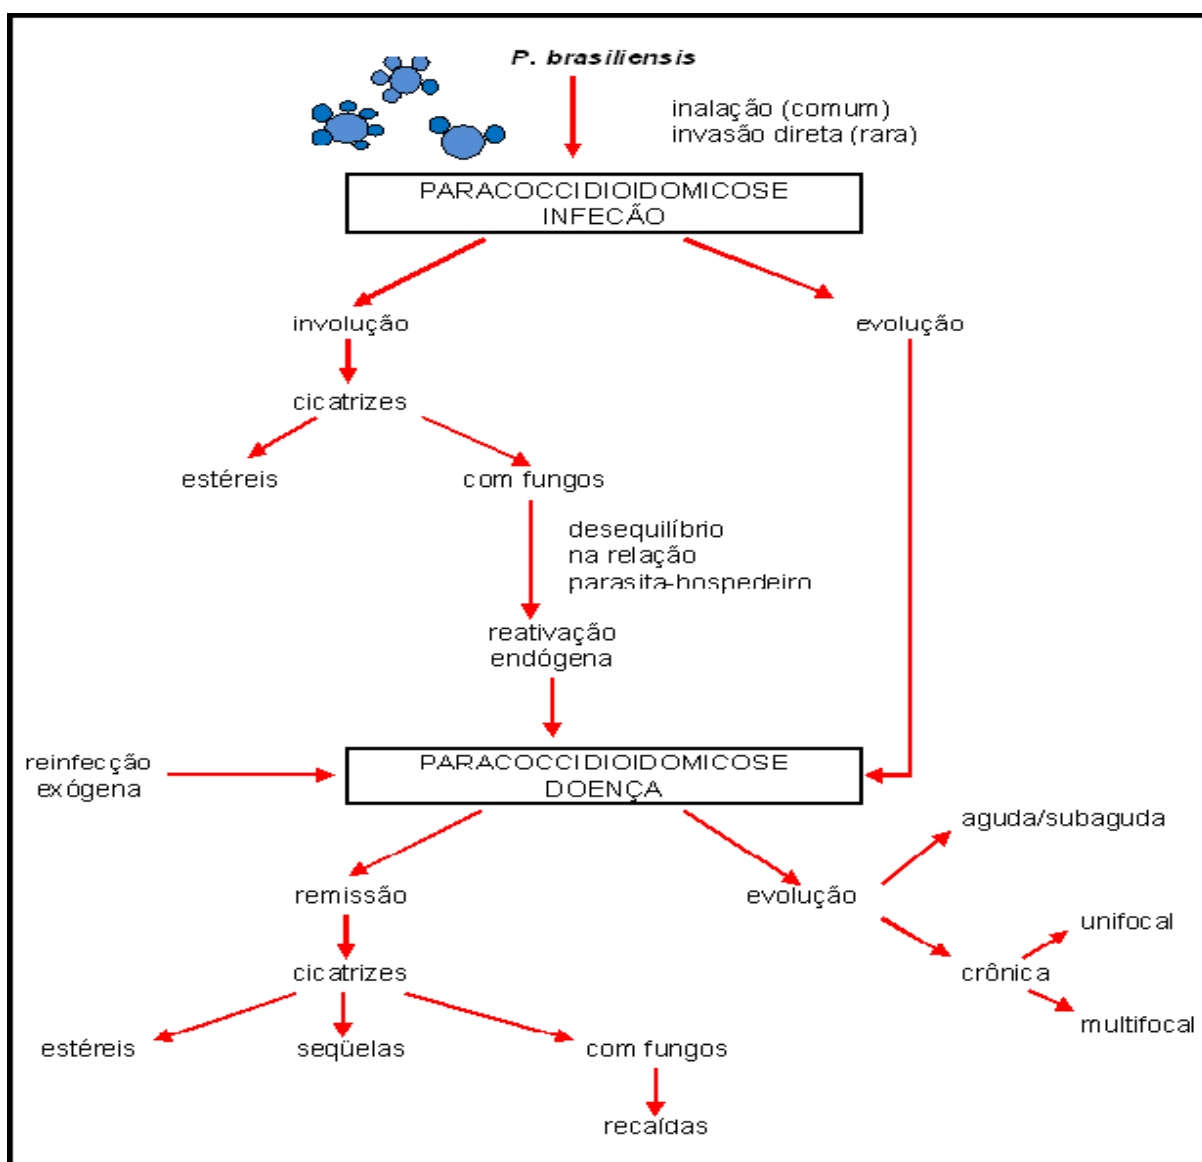 P. brasiliensis
inalação (comum)
invasão direta (rara)
PARACOCCIDIOIDOMICOSE
INFECÃO
involução
evolução
cicatrizes
estéreis
com fungos
desequilíbrio
na relação
parasita-hospedeiro
reativação
endógena
reinfecção
exógena
PARACOCCIDIOIDOMICOSE
DOENÇA
aguda/subaguda
remissão
evolução
unifocal
cicatrizes
crônica
multifocal
estéreis
seqüelas
com fungos
recaídas